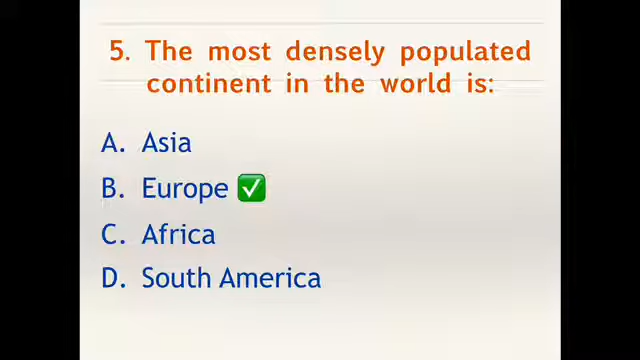 5. The most densely populated
continent in the world is:
A. Asia
B. Europe ✅
C. Africa
D. South America